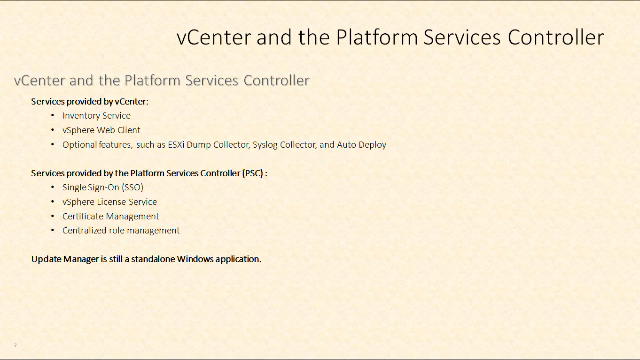 vCenter and the Platform Services Controller
vCenter and the Platform Services Controller
Services provided by vCenter:
• Inventory Service
• vSphere Web Client
• Optional features, such as ESXi Dump Collector, Syslog Collector, and Auto Deploy
Services provided by the Platform Services Controller (PSC) :
• Single Sign-On (SSO)
• vSphere License Service
• Certificate Management
• Centralized role management
Update Manager is still a standalone Windows application.